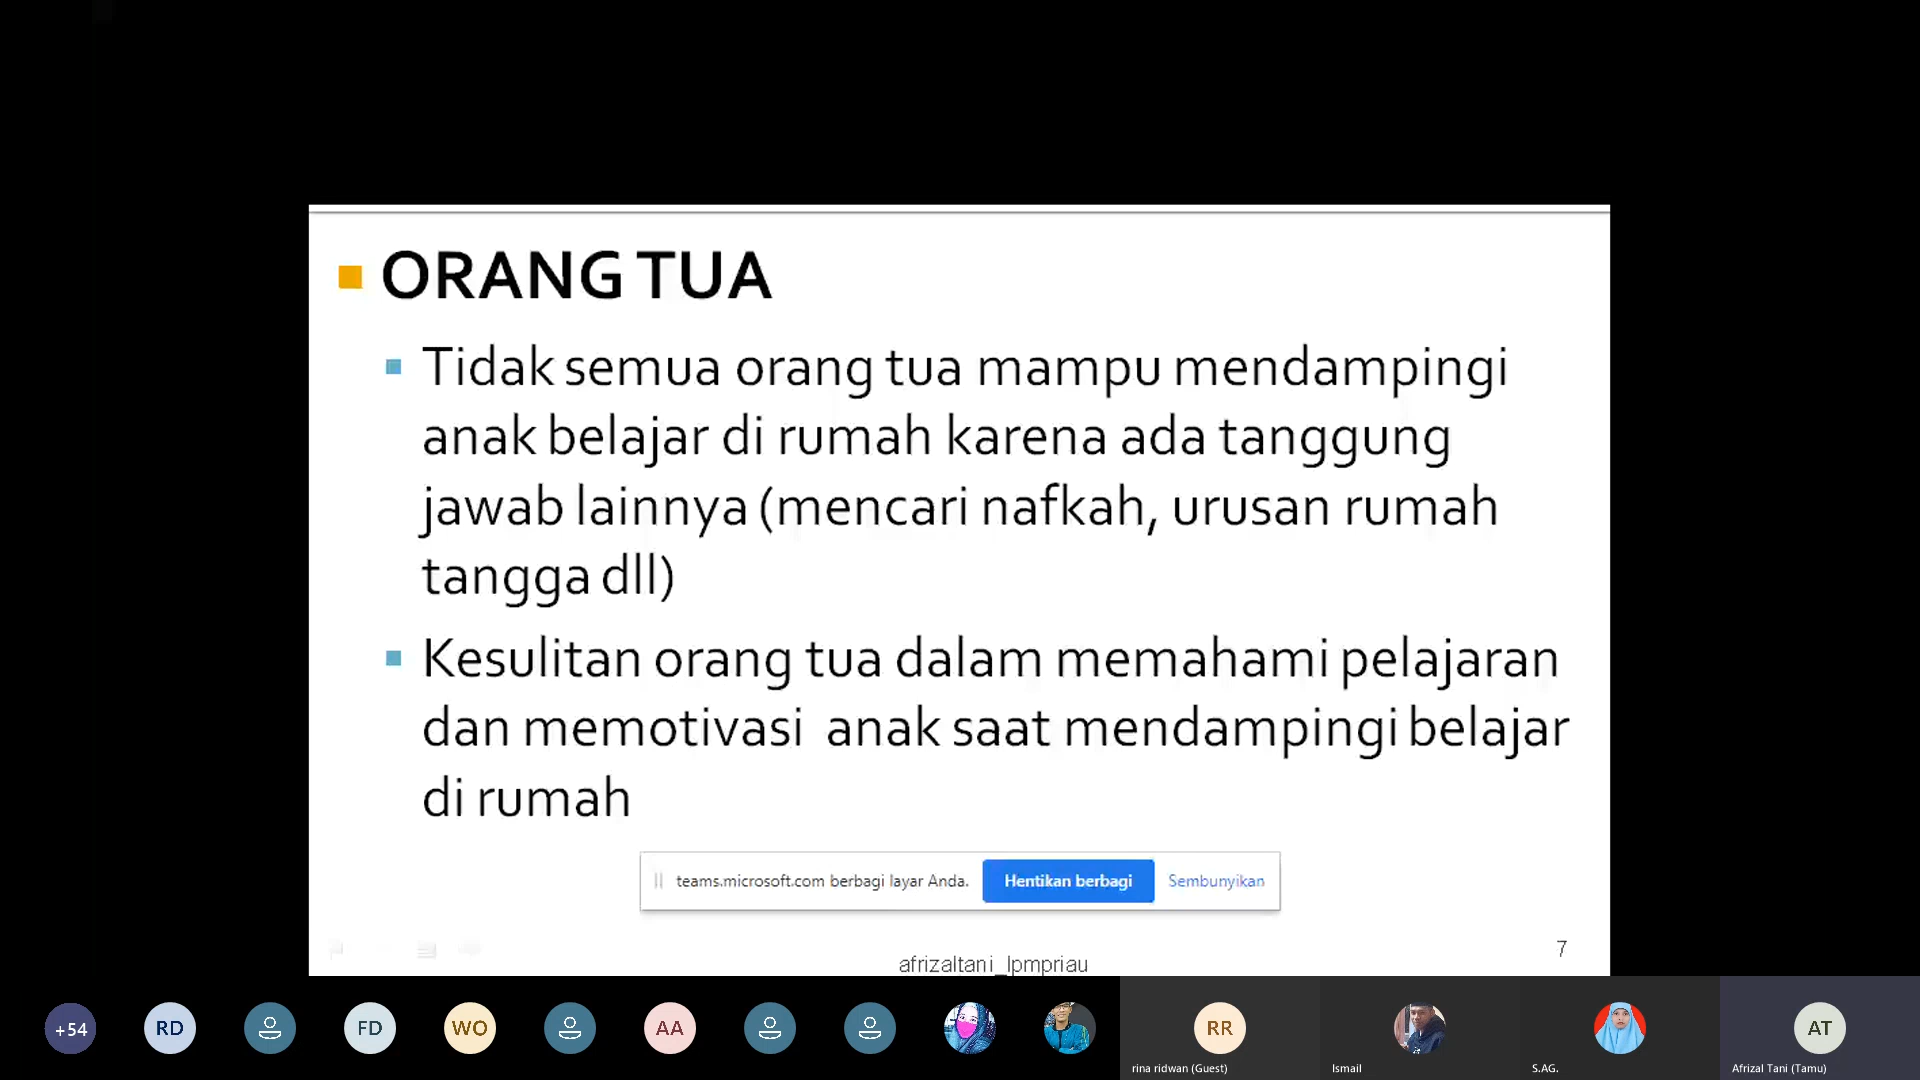 ORANG TUA
Tidak semua orang tua mampu mendampingi
anak belajar di rumah karena ada tanggung
jawab lainnya (mencari nafkah, urusan rumah
tangga dll)
Kesulitan orang tua dalam memahami pelajaran
dan memotivasi anak saat mendampingi belajar
di rumah
teams.microsoft.com berbagi layar Anda. Hentikan berbagi Sembunyikan
7
afrizaltani_lpmpriau
+54 RD FD WO AA RR AT
rina ridwan (Guest) Ismail S.AG. Afrizal Tani (Tamu)